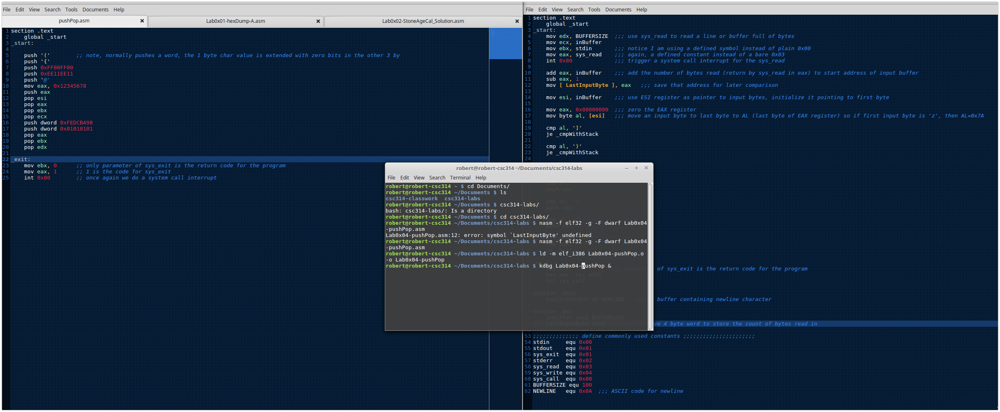 File Edit View Search Tools Documents Help
pushPop.asm
Lab0x01-hexDump-A.asm
Lab0x02-StoneAgeCal_Solution.asm
1 section .text
2 global _start
3 _start:
4
5 push '(' ;; note, normally pushes a word, the 1 byte char value is extended with zero bits in the other 3 by
6 push '{'
7 push 0xFF00FF00
8 push 0xEE11EE11
9 push '@'
10 mov eax, 0x12345678
11 push eax
12 pop esi
13 pop eax
14 pop ebx
15 pop ecx
16 push dword 0xFEDCBA98
17 push dword 0x01010101
18 pop eax
19 pop ebx
20 pop edx
21
22 _exit:
23 mov ebx, 0 ;; only parameter of sys_exit is the return code for the program
24 mov eax, 1 ;; 1 is the code for sys_exit
25 int 0x80 ;; once again we do a system call interrupt
File Edit View Search Tools Documents Help
1 section .text
2 global _start
3 _start:
4 mov edx, BUFFERSIZE ;;; use sys_read to read a line or buffer full of bytes
5 mov ecx, inBuffer
6 mov ebx, stdin ;;; notice I am using a defined symbol instead of plain 0x00
7 mov eax, sys_read ;;; again, a defined constant instead of a bare 0x03
8 int 0x80 ;;; trigger a system call interrupt for the sys_read
9
10 add eax, inBuffer ;;; add the number of bytes read (return by sys_read in eax) to start address of input buffer
11 sub eax, 1
12 mov [ LastInputByte ], eax ;;; save that address for later comparison
13
14 mov esi, inBuffer ;;; use ESI register as pointer to input bytes, initialize it pointing to first byte
15
16 mov eax, 0x00000000 ;;; zero the EAX register
17 mov byte al, [esi] ;;; move an input byte to last byte to AL (last byte of EAX register) so if first input byte is 'z', then AL=0x7A
18
19 cmp al, ']'
20 je _cmpWithStack
21
22 cmp al, ')'
23 je _cmpWithStack
24
robert@robert-csc314 ~/Documents/csc314-labs
File Edit View Search Terminal Help
robert@robert-csc314 ~ $ cd Documents/
robert@robert-csc314 ~/Documents $ ls
csc314-classwork csc314-labs
robert@robert-csc314 ~/Documents $ csc314-labs/
bash: csc314-labs/: Is a directory
robert@robert-csc314 ~/Documents $ cd csc314-labs/
robert@robert-csc314 ~/Documents/csc314-labs $ nasm -f elf32 -g -F dwarf Lab0x04
-pushPop.asm
Lab0x04-pushPop.asm:12: error: symbol `LastInputByte' undefined
robert@robert-csc314 ~/Documents/csc314-labs $ nasm -f elf32 -g -F dwarf Lab0x04
-pushPop.asm
robert@robert-csc314 ~/Documents/csc314-labs $ ld -m elf_i386 Lab0x04-pushPop.o
-o Lab0x04-pushPop
robert@robert-csc314 ~/Documents/csc314-labs $ kdbg Lab0x04-pushPop &
push eax
push eax
of sys_exit is the return code for the program
mov eax, sys_exit
int sys_call
section .data
newlineOutBuf db NEWLINE
buffer containing newline character
section .bss
inBuffer resb BUFFERSIZE
LastInputByte resb
ve 4 byte word to store the count of bytes read in
53 ;;;;;;;;;;;;;; define commonly used constants ;;;;;;;;;;;;;;;;;;;;;;
54 stdin equ 0x00
55 stdout equ 0x01
56 sys_exit equ 0x01
57 stderr equ 0x02
58 sys_read equ 0x03
59 sys_write equ 0x04
60 sys_call equ 0x80
61 BUFFERSIZE equ 100
62 NEWLINE equ 0x0A ;;; ASCII code for newline